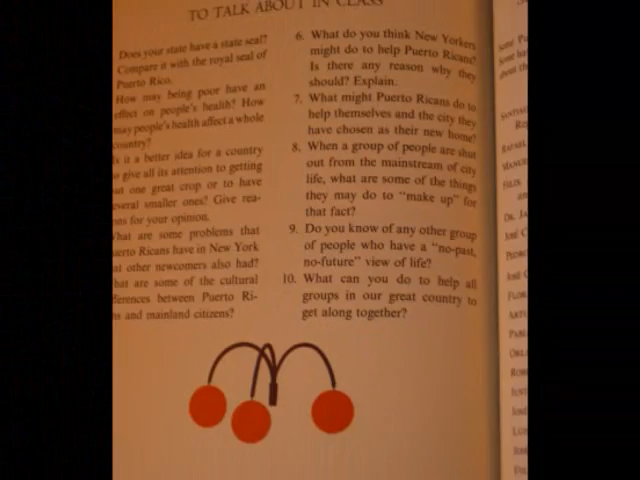 TO TALK ABOUT IN CLASS
Does your state have a state seal?
Compare it with the royal seal of
Puerto Rico.
How may being poor have an
effect on people's health? How
may people's health affect a whole
country?
Is it a better idea for a country
to give all its attention to getting
out one great crop or to have
several smaller ones? Give rea-
ons for your opinion.
What are some problems that
uerto Ricans have in New York
at other newcomers also had?
hat are some of the cultural
fferences between Puerto Ri-
ns and mainland citizens?
6. What do you think New Yorkers
might do to help Puerto Ricans?
Is there any reason why they
should? Explain.
7. What might Puerto Ricans do to
help themselves and the city they
have chosen as their new home?
8. When a group of people are shut
out from the mainstream of city
life, what are some of the things
they may do to "make up" for
that fact?
9. Do you know of any other group
of people who have a "no-past,
no-future" view of life?
10. What can you do to help all
groups in our great country to
get along together?